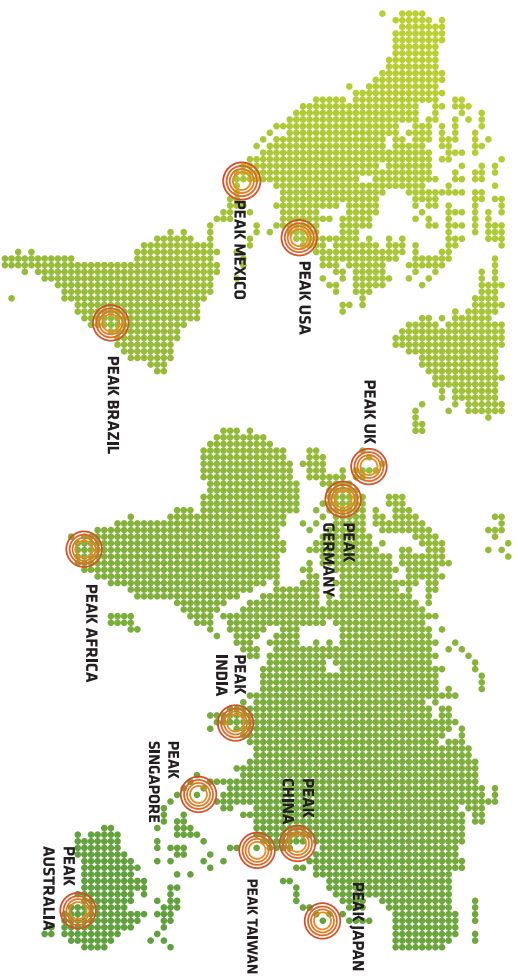 PEAK UK
PEAK
GERMANY
PEAK USA
PEAK MEXICO
PEAK BRAZIL
PEAK AFRICA
PEAK
INDIA
PEAK
SINGAPORE
PEAK
CHINA
PEAK JAPAN
PEAK TAIWAN
PEAK
AUSTRALIA